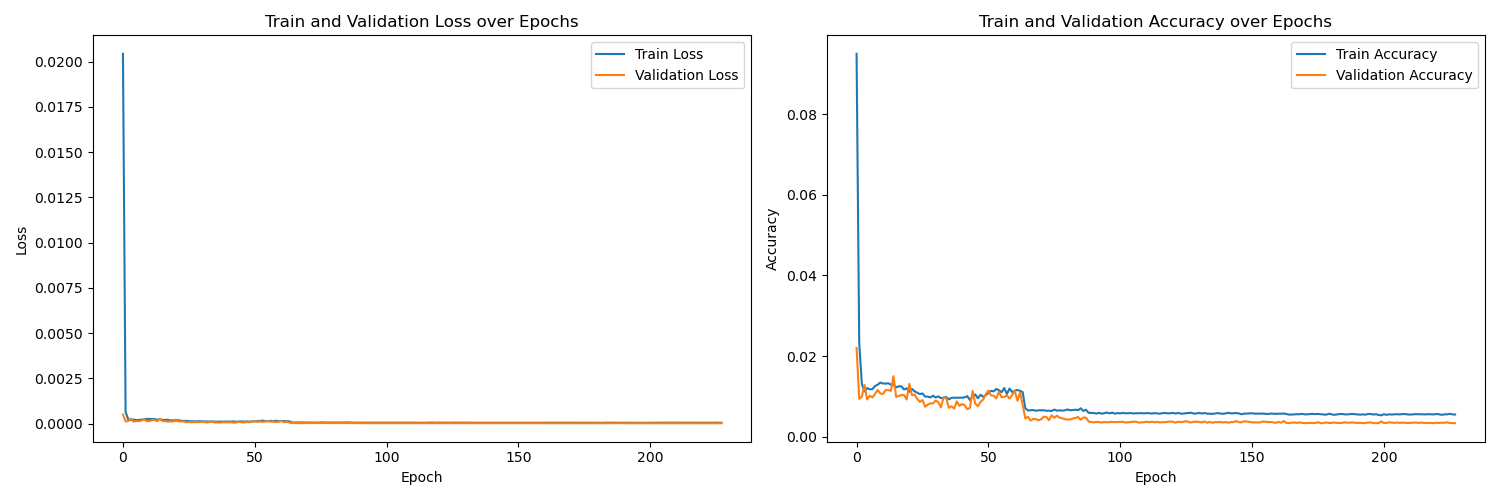 Train and Validation Loss over Epochs
Train Loss
Validation Loss
0.0200
0.0175
0.0150
0.0125
0.0100
0.0075
0.0050
0.0025
0.0000
Loss
0
50
100
150
200
Epoch
Train and Validation Accuracy over Epochs
Train Accuracy
Validation Accuracy
0.08
0.06
0.04
0.02
0.00
Accuracy
0
50
100
150
200
Epoch